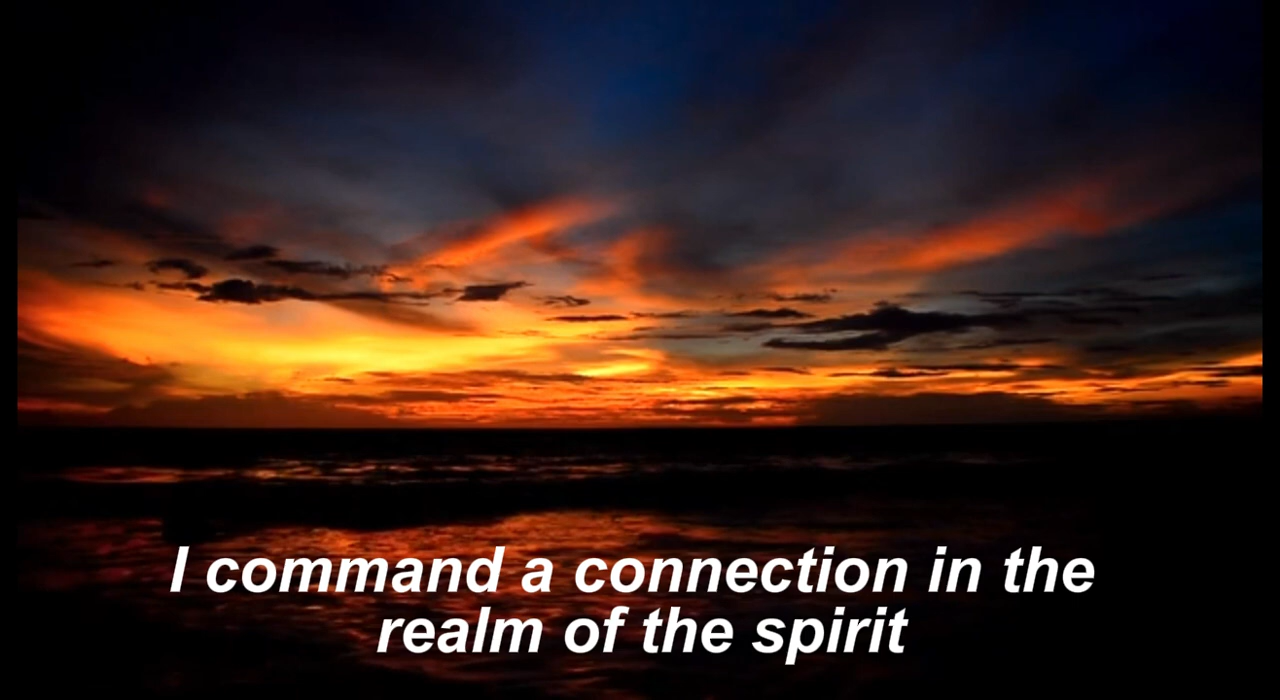 I command a connection in the
realm of the spirit